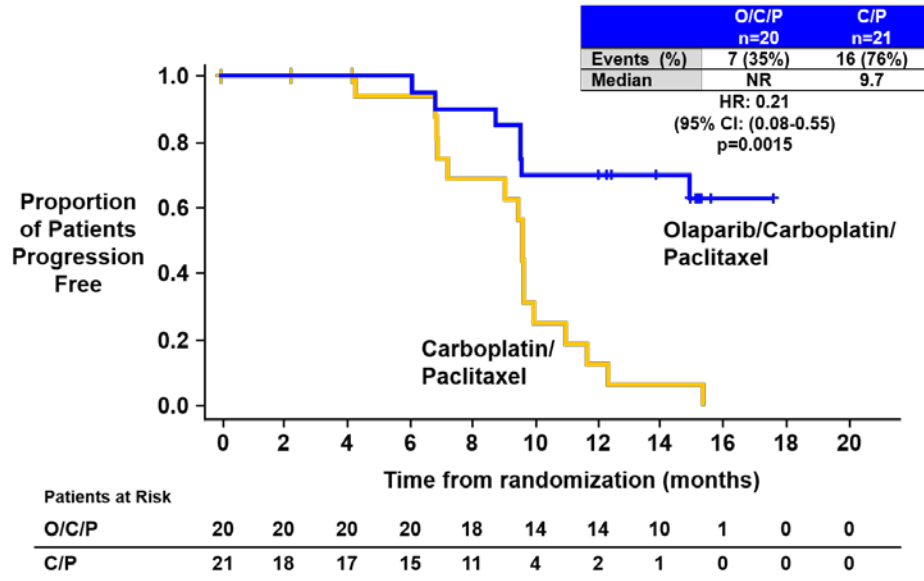 O/C/P C/P
n=20 n=21
Events (%) 7 (35%) 16 (76%)
Median NR 9.7
HR: 0.21
(95% CI: (0.08-0.55)
p=0.0015
Proportion
of Patients
Progression
Free
1.0
0.8
0.6
0.4
0.2
0.0
Olaparib/Carboplatin/
Paclitaxel
Carboplatin/
Paclitaxel
0 2 4 6 8 10 12 14 16 18 20
Time from randomization (months)
Patients at Risk
O/C/P 20 20 20 20 18 14 14 10 1 0 0
C/P 21 18 17 15 11 4 2 1 0 0 0